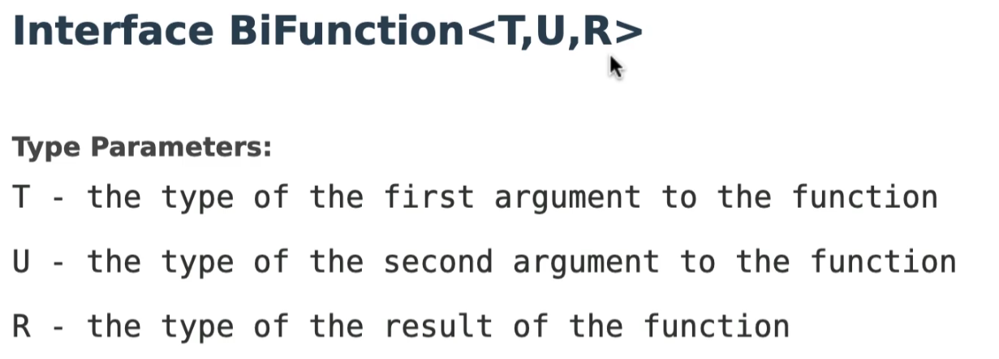 Interface BiFunction<T,U,R>
Type Parameters:
T - the type of the first argument to the function
U - the type of the second argument to the function
R - the type of the result of the function